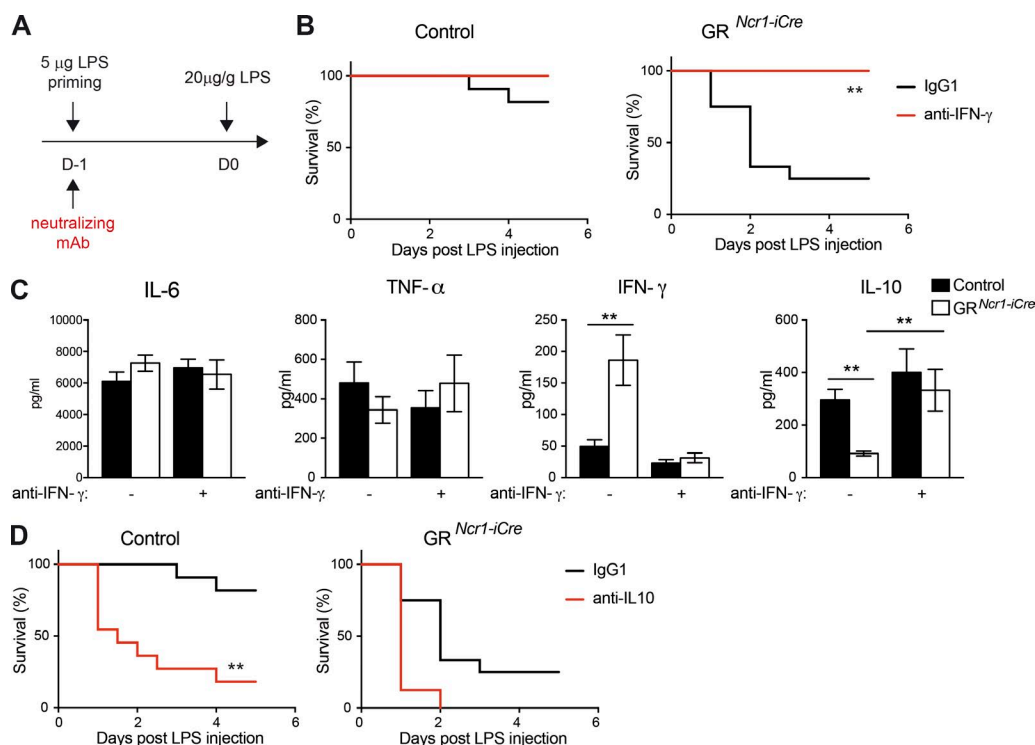 A
5 μg LPS
priming
20μg/g LPS
D-1
D0
neutralizing
mAb
B
Control
Survival (%)
100
50
0
0 2 4 6
Days post LPS injection
GR Ncr1-iCre
Survival (%)
100
50
0
0 2 4 6
Days post LPS injection
**
IgG1
anti-IFN-γ
C
IL-6
pg/ml
10000
8000
6000
4000
2000
0
anti-IFN- γ: - +
TNF- α
pg/ml
800
600
400
200
0
anti-IFN-γ: - +
IFN- γ
pg/ml
250
200
150
100
50
0
**
anti-IFN- γ: - +
IL-10
pg/ml
600
400
200
0
**
**
anti-IFN- γ: - +
Control
GR Ncr1-iCre
D
Control
Survival (%)
100
50
0
**
0 2 4 6
Days post LPS injection
GR Ncr1-iCre
Survival (%)
100
50
0
0 2 4 6
Days post LPS injection
IgG1
anti-IL10